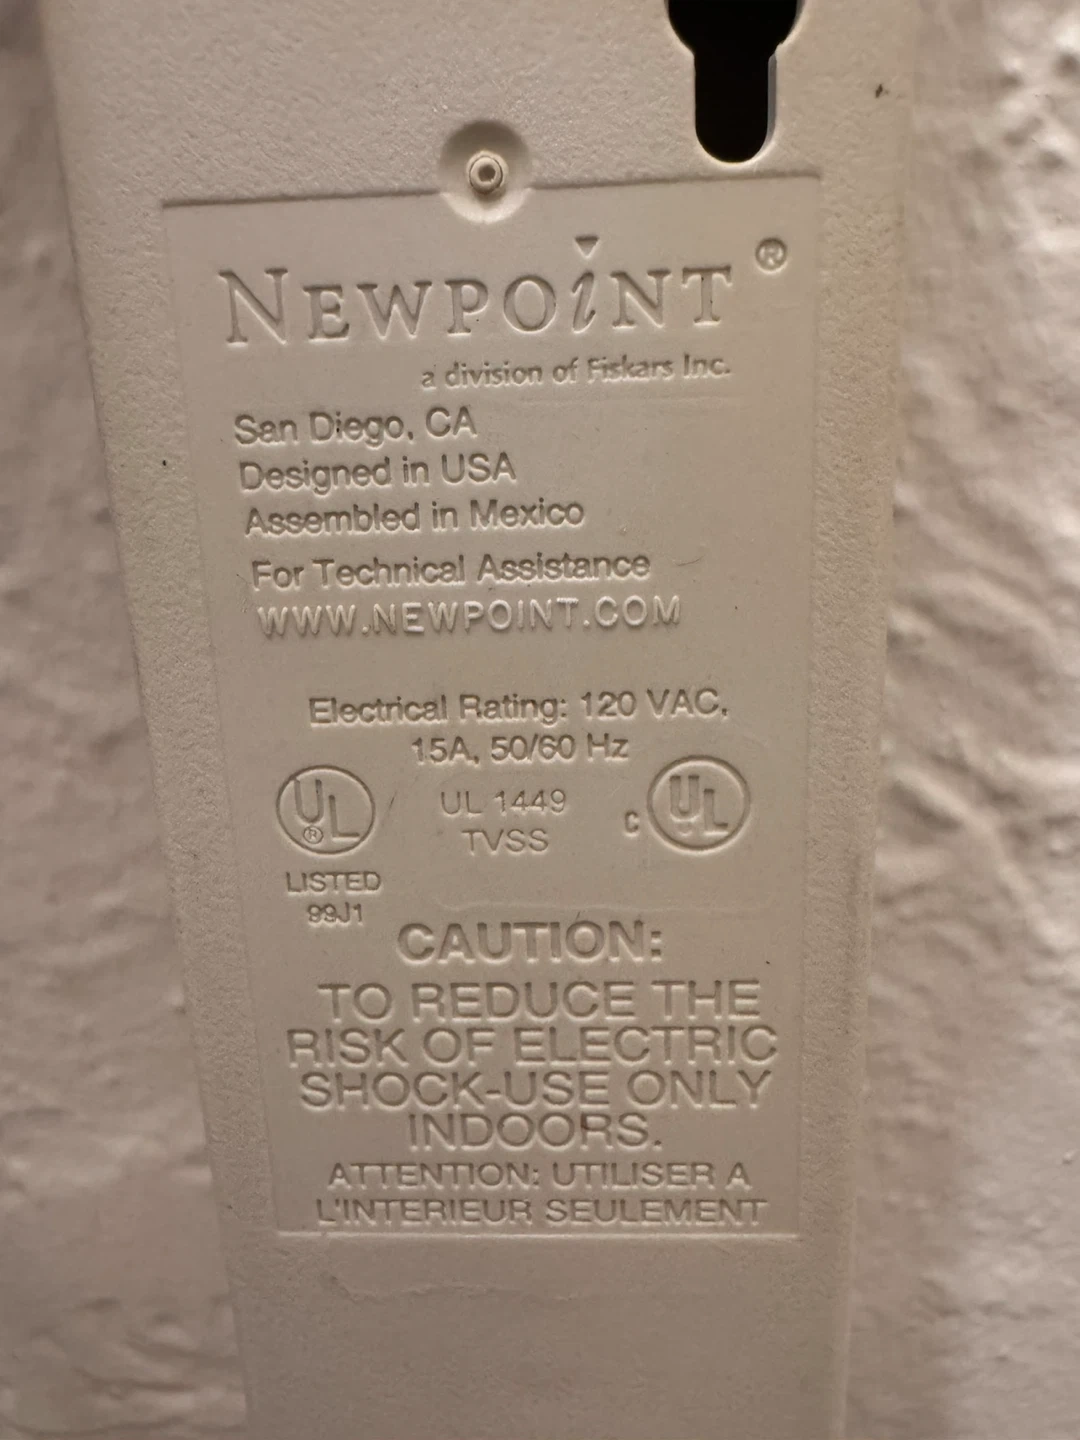 NEWPOiNT ®
a division of Fiskars Inc.
San Diego, CA
Designed in USA
Assembled in Mexico
For Technical Assistance
WWW.NEWPOINT.COM
Electrical Rating: 120 VAC,
15A, 50/60 Hz
UL ® UL 1449 c UL
TVSS
LISTED
99J1
CAUTION:
TO REDUCE THE
RISK OF ELECTRIC
SHOCK-USE ONLY
INDOORS.
ATTENTION: UTILISER A
L'INTERIEUR SEULEMENT